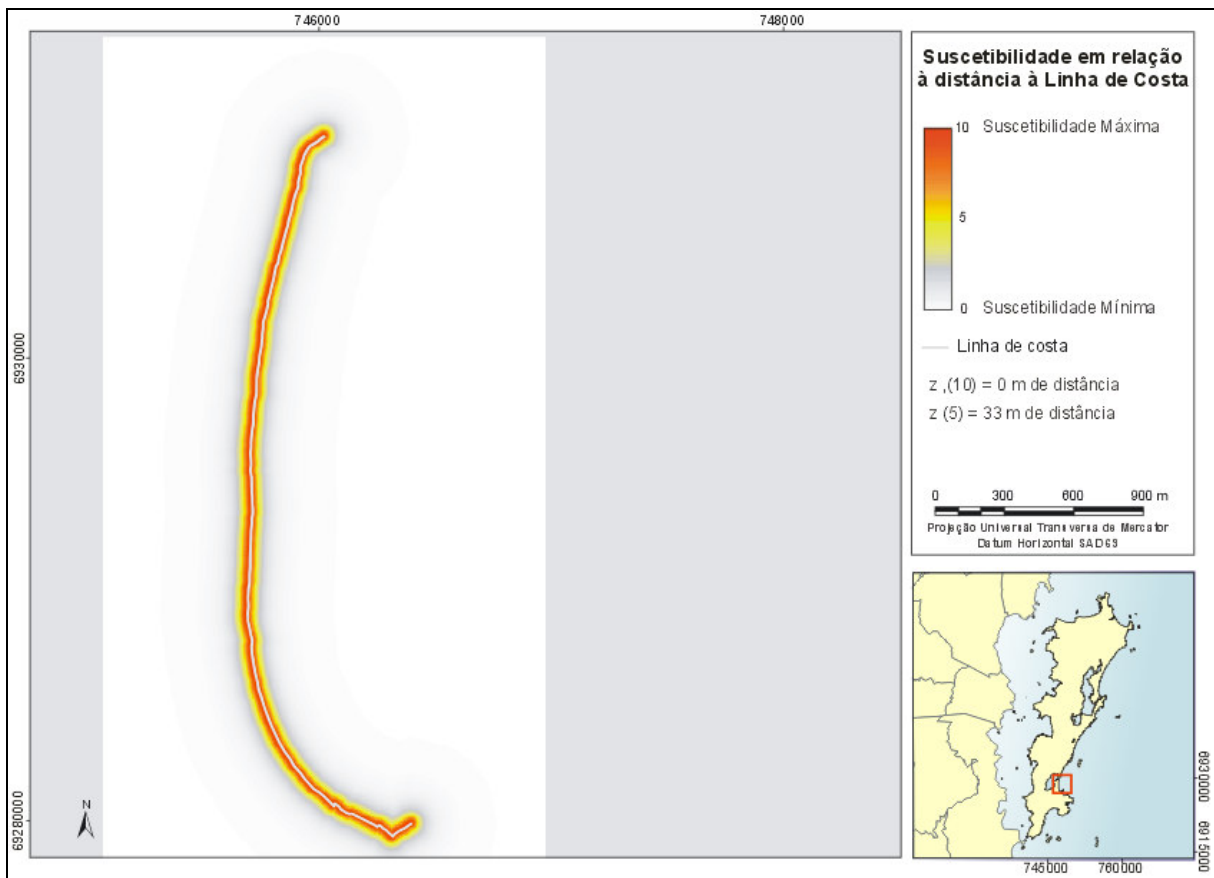 746000
748000
6930000
69280000
N
Suscetibilidade em relação
à distância à Linha de Costa
10 Suscetibilidade Máxima
5
0 Suscetibilidade Mínima
Linha de costa
z ,(10) = 0 m de distância
z (5) = 33 m de distância
0 300 600 900 m
Projeção Universal Transversa de Mercator
Datum Horizontal SAD69
6930000
6915000
745000 760000